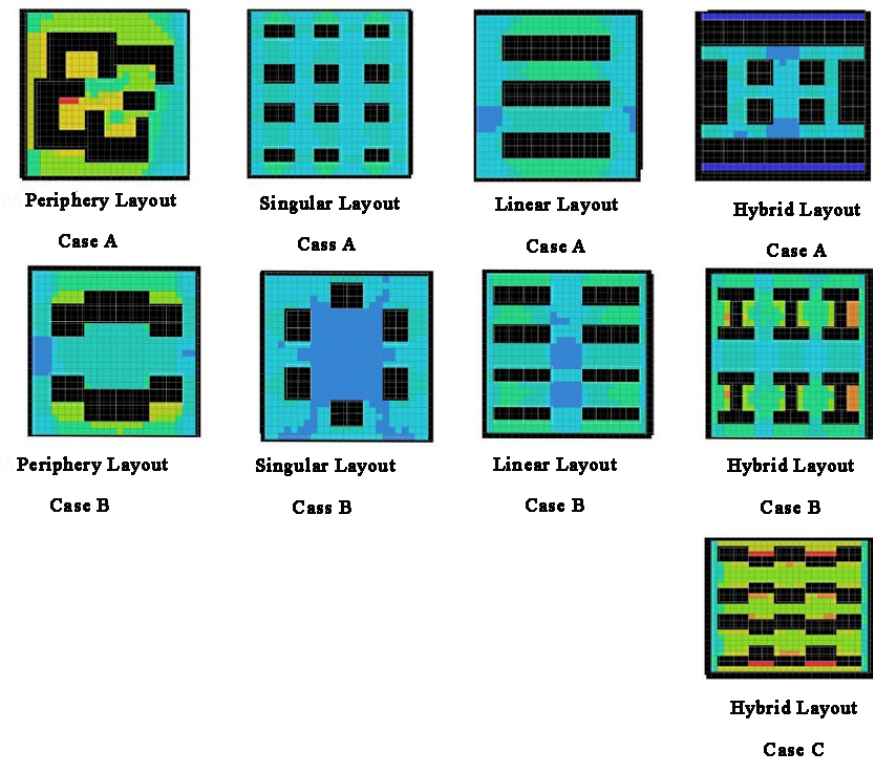 Periphery Layout
Case A
Singular Layout
Cass A
Linear Layout
Case A
Hybrid Layout
Case A
Periphery Layout
Case B
Singular Layout
Cass B
Linear Layout
Case B
Hybrid Layout
Case B
Hybrid Layout
Case C